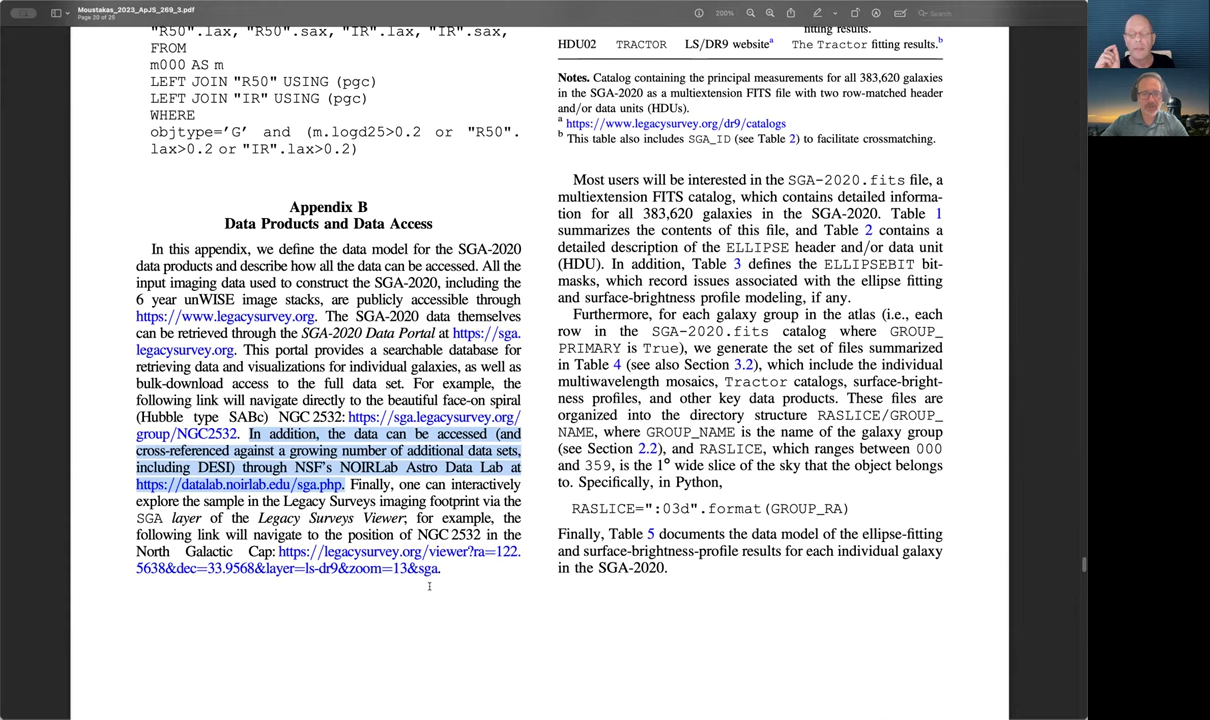 Moustakas_2023_ApJS_269_3.pdf
Page 20 of 25
200%
Search
"R50".lax, "R50".sax, "IR".lax, "IR".sax,
FROM
m000 AS m
LEFT JOIN "R50" USING (pgc)
LEFT JOIN "IR" USING (pgc)
WHERE
objtype='G' and (m.logd25>0.2 or "R50".
lax>0.2 or "IR".lax>0.2)
Appendix B
Data Products and Data Access
In this appendix, we define the data model for the SGA-2020
data products and describe how all the data can be accessed. All the
input imaging data used to construct the SGA-2020, including the
6 year unWISE image stacks, are publicly accessible through
https://www.legacysurvey.org. The SGA-2020 data themselves
can be retrieved through the SGA-2020 Data Portal at https://sga.
legacysurvey.org. This portal provides a searchable database for
retrieving data and visualizations for individual galaxies, as well as
bulk-download access to the full data set. For example, the
following link will navigate directly to the beautiful face-on spiral
(Hubble type SABc) NGC 2532: https://sga.legacysurvey.org/
group/NGC2532. In addition, the data can be accessed (and
cross-referenced against a growing number of additional data sets,
including DESI) through NSF's NOIRLab Astro Data Lab at
https://datalab.noirlab.edu/sga.php. Finally, one can interactively
explore the sample in the Legacy Surveys imaging footprint via the
SGA layer of the Legacy Surveys Viewer; for example, the
following link will navigate to the position of NGC 2532 in the
North Galactic Cap: https://legacysurvey.org/viewer?ra=122.
5638&dec=33.9568&layer=ls-dr9&zoom=13&sga.
fitting results.
HDU02 TRACTOR LS/DR9 website a The Tractor fitting results. b
Notes. Catalog containing the principal measurements for all 383,620 galaxies
in the SGA-2020 as a multiextension FITS file with two row-matched header
and/or data units (HDUs).
a https://www.legacysurvey.org/dr9/catalogs
b This table also includes SGA_ID (see Table 2) to facilitate crossmatching.
Most users will be interested in the SGA-2020.fits file, a
multiextension FITS catalog, which contains detailed informa-
tion for all 383,620 galaxies in the SGA-2020. Table 1
summarizes the contents of this file, and Table 2 contains a
detailed description of the ELLIPSE header and/or data unit
(HDU). In addition, Table 3 defines the ELLIPSEBIT bit-
masks, which record issues associated with the ellipse fitting
and surface-brightness profile modeling, if any.
Furthermore, for each galaxy group in the atlas (i.e., each
row in the SGA-2020.fits catalog where GROUP_
PRIMARY is True), we generate the set of files summarized
in Table 4 (see also Section 3.2), which include the individual
multiwavelength mosaics, Tractor catalogs, surface-bright-
ness profiles, and other key data products. These files are
organized into the directory structure RASLICE/GROUP_
NAME, where GROUP_NAME is the name of the galaxy group
(see Section 2.2), and RASLICE, which ranges between 000
and 359, is the 1° wide slice of the sky that the object belongs
to. Specifically, in Python,
RASLICE=":03d".format(GROUP_RA)
Finally, Table 5 documents the data model of the ellipse-fitting
and surface-brightness-profile results for each individual galaxy
in the SGA-2020.